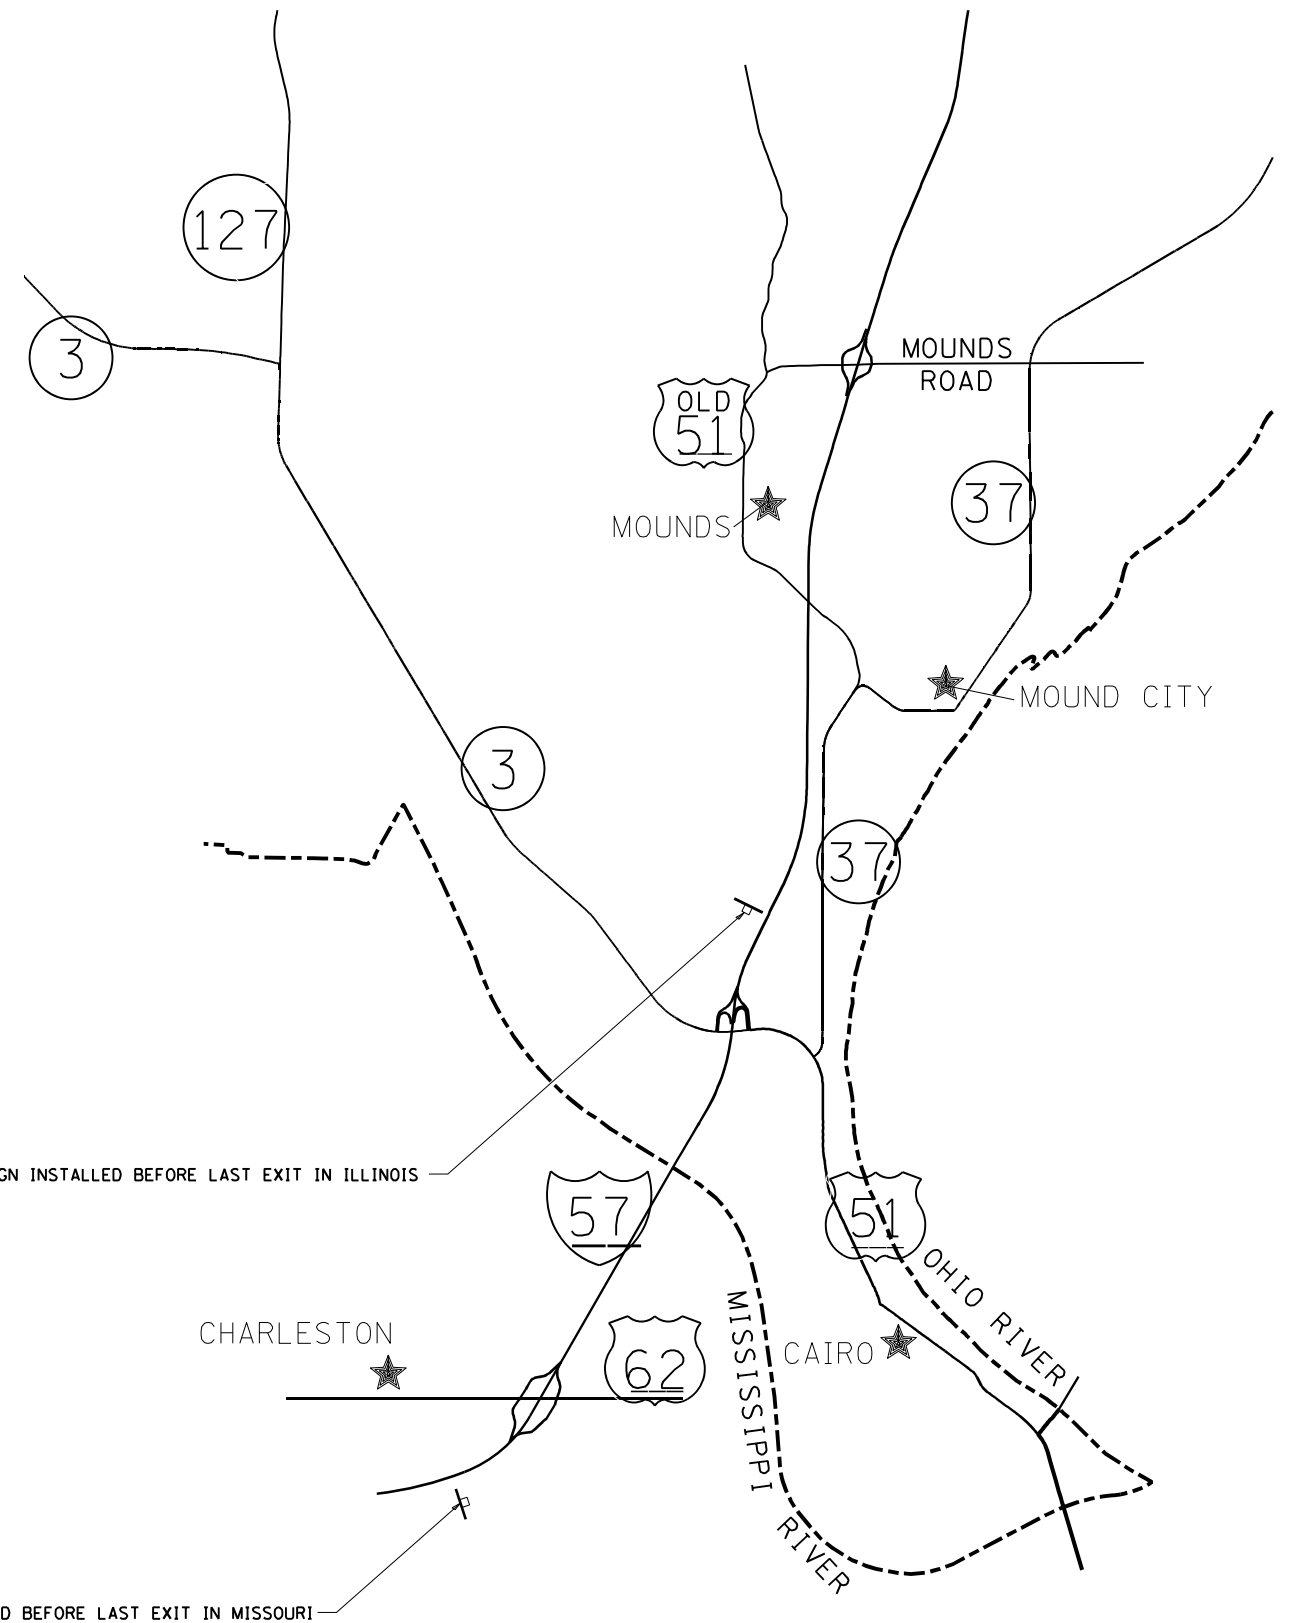 127
3
MOUNDS
ROAD
OLD
51
MOUNDS
37
MOUND CITY
3
37
GN INSTALLED BEFORE LAST EXIT IN ILLINOIS
57
51
OHIO RIVER
CHARLESTON
62
MISSISSIPPI RIVER
CAIRO
D BEFORE LAST EXIT IN MISSOURI